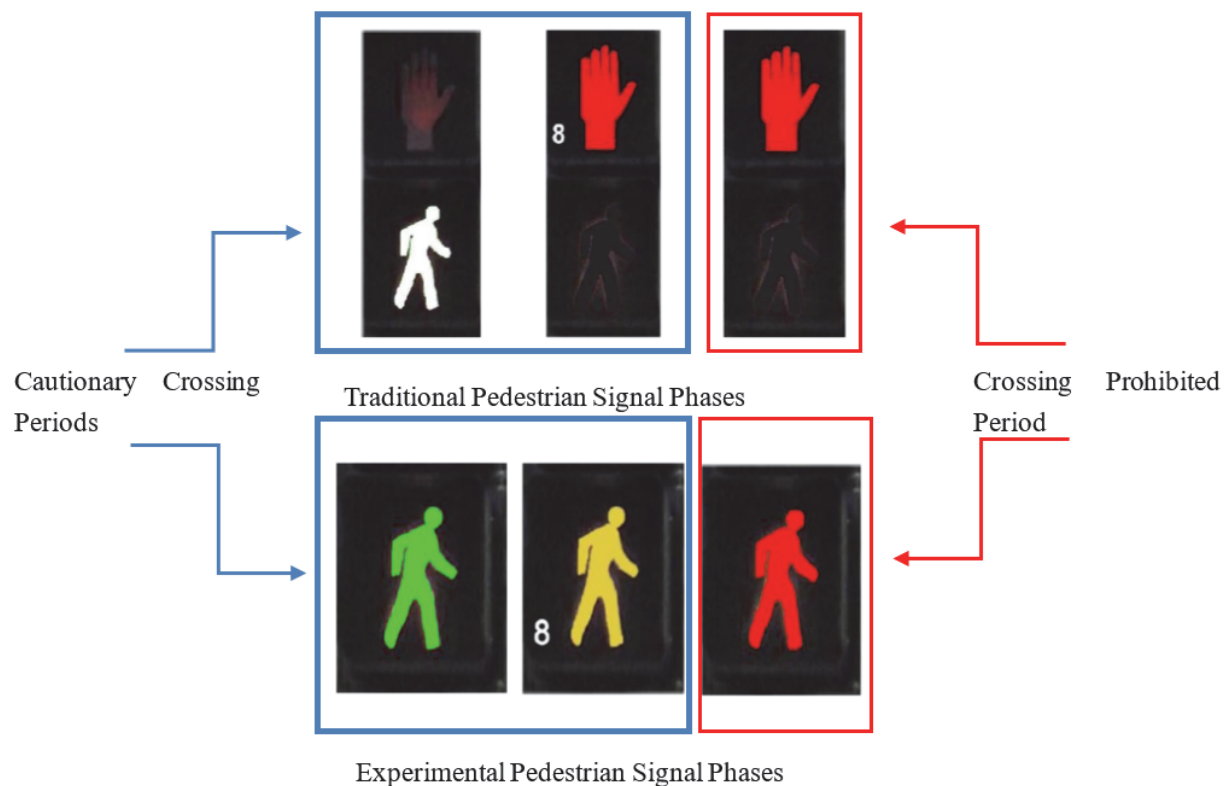 8
Cautionary Crossing
Periods
Traditional Pedestrian Signal Phases
Crossing Prohibited
Period
8
Experimental Pedestrian Signal Phases